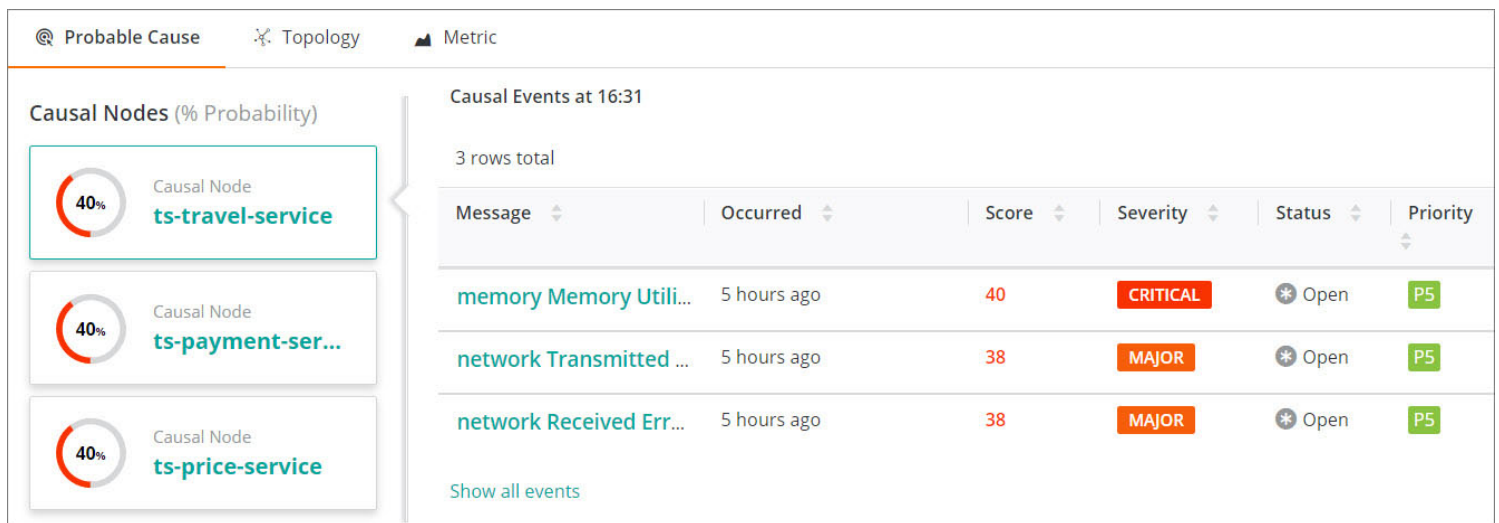 Probable Cause Topology Metric
Causal Nodes (% Probability)
40%
Causal Node
ts-travel-service
40%
Causal Node
ts-payment-ser...
40%
Causal Node
ts-price-service
Causal Events at 16:31
3 rows total
Message Occurred Score Severity Status Priority
memory Memory Utili... 5 hours ago 40 CRITICAL Open P5
network Transmitted ... 5 hours ago 38 MAJOR Open P5
network Received Err... 5 hours ago 38 MAJOR Open P5
Show all events